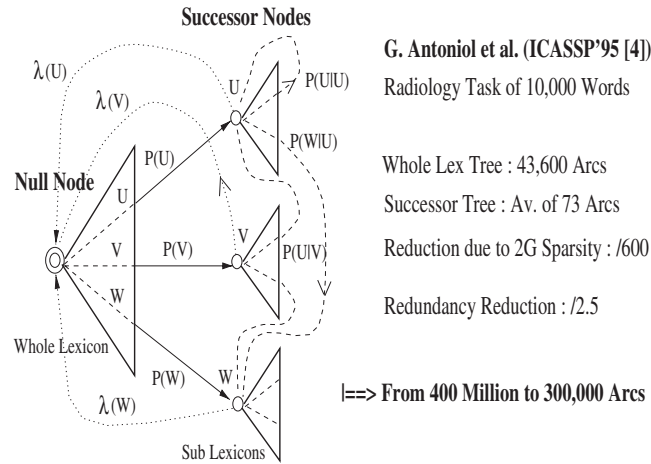 Successor Nodes
λ(U)
U
P(U|U)
λ(V)
P(W|U)
P(U)
Null Node
U
V
P(V)
V
P(U|V)
W
Whole Lexicon
P(W)
W
λ(W)
Sub Lexicons
G. Antoniol et al. (ICASSP'95 [4])
Radiology Task of 10,000 Words
Whole Lex Tree : 43,600 Arcs
Successor Tree : Av. of 73 Arcs
Reduction due to 2G Sparsity : /600
Redundancy Reduction : /2.5
|==> From 400 Million to 300,000 Arcs